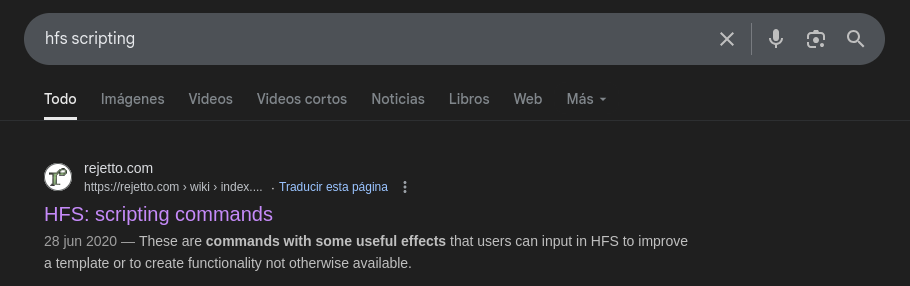 hfs scripting
Todo Imágenes Videos Videos cortos Noticias Libros Web Más
rejetto.com
https://rejetto.com › wiki › index.... · Traducir esta página
HFS: scripting commands
28 jun 2020 — These are commands with some useful effects that users can input in HFS to improve
a template or to create functionality not otherwise available.